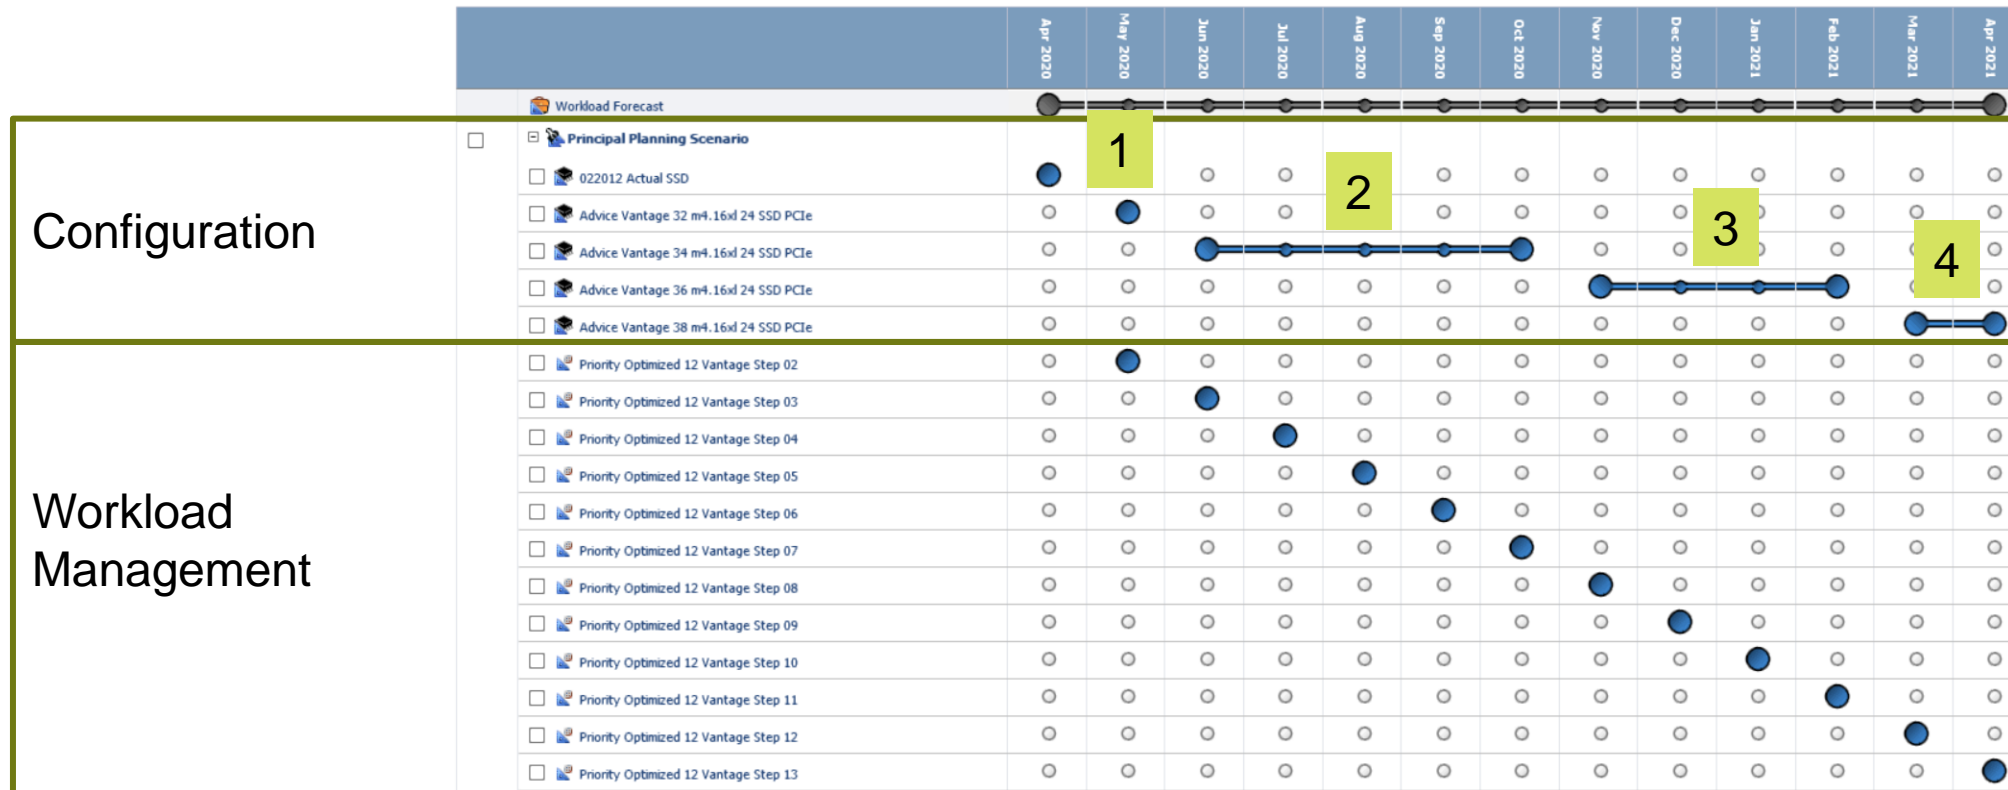 Apr 2020
May 2020
Jun 2020
Jul 2020
Aug 2020
Sep 2020
Oct 2020
Nov 2020
Dec 2020
Jan 2021
Feb 2021
Mar 2021
Apr 2021
Workload Forecast
Configuration
Principal Planning Scenario
1
022012 Actual SSD
2
Advice Vantage 32 m4.16xl 24 SSD PCIe
3
Advice Vantage 34 m4.16xl 24 SSD PCIe
4
Advice Vantage 36 m4.16xl 24 SSD PCIe
Advice Vantage 38 m4.16xl 24 SSD PCIe
Workload
Management
Priority Optimized 12 Vantage Step 02
Priority Optimized 12 Vantage Step 03
Priority Optimized 12 Vantage Step 04
Priority Optimized 12 Vantage Step 05
Priority Optimized 12 Vantage Step 06
Priority Optimized 12 Vantage Step 07
Priority Optimized 12 Vantage Step 08
Priority Optimized 12 Vantage Step 09
Priority Optimized 12 Vantage Step 10
Priority Optimized 12 Vantage Step 11
Priority Optimized 12 Vantage Step 12
Priority Optimized 12 Vantage Step 13